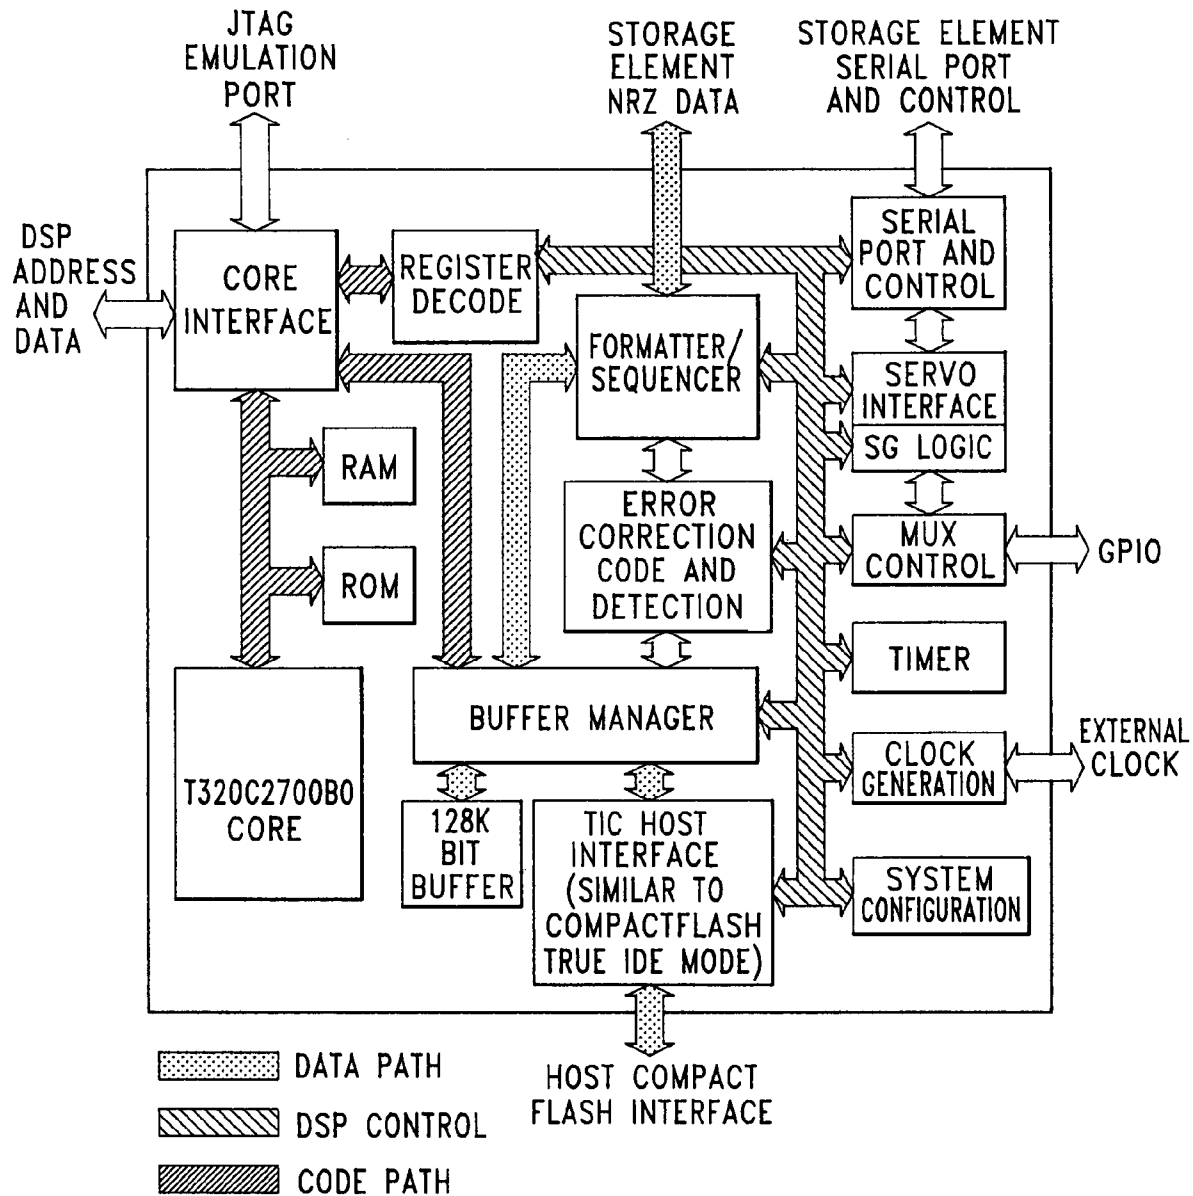 JTAG
EMULATION
PORT
STORAGE
ELEMENT
NRZ DATA
STORAGE ELEMENT
SERIAL PORT
AND CONTROL
DSP
ADDRESS
AND
DATA
CORE
INTERFACE
REGISTER
DECODE
SERIAL
PORT AND
CONTROL
FORMATTER/
SEQUENCER
SERVO
INTERFACE
SG LOGIC
RAM
ROM
ERROR
CORRECTION
CODE AND
DETECTION
MUX
CONTROL
GPIO
TIMER
T320C2700B0
CORE
BUFFER MANAGER
CLOCK
GENERATION
EXTERNAL
CLOCK
128K
BIT
BUFFER
TIC HOST
INTERFACE
(SIMILAR TO
COMPACTFLASH
TRUE IDE MODE)
SYSTEM
CONFIGURATION
HOST COMPACT
FLASH INTERFACE
DATA PATH
DSP CONTROL
CODE PATH